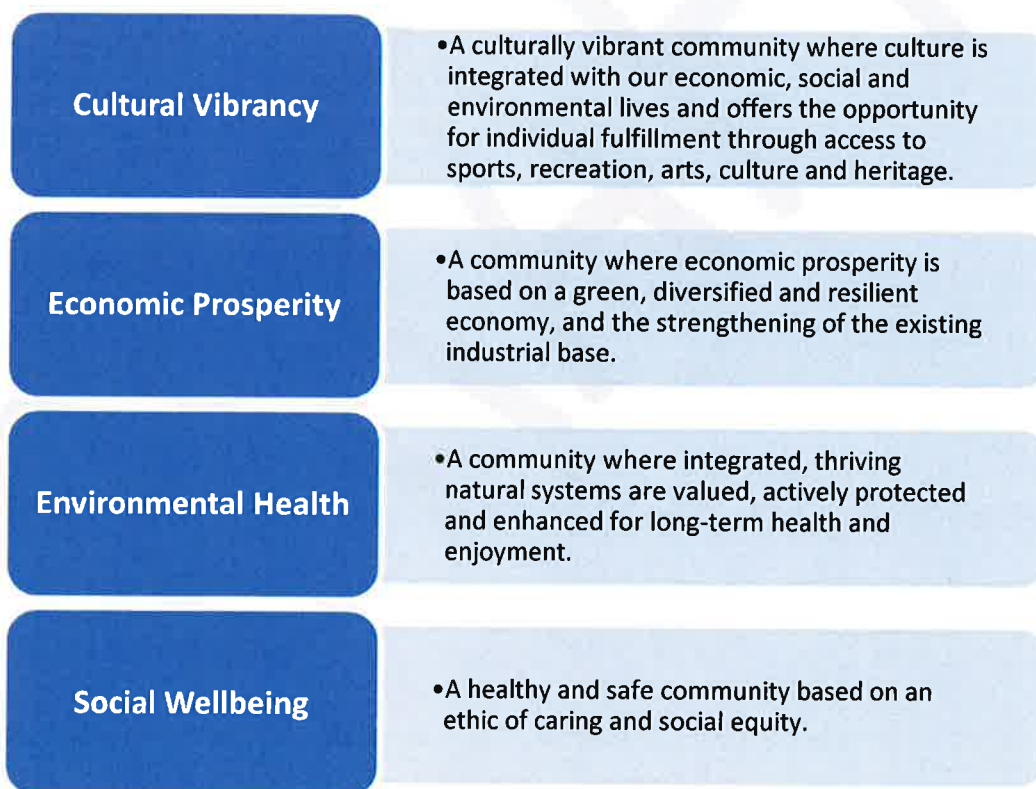 Cultural Vibrancy
•A culturally vibrant community where culture is
integrated with our economic, social and
environmental lives and offers the opportunity
for individual fulfillment through access to
sports, recreation, arts, culture and heritage.
Economic Prosperity
•A community where economic prosperity is
based on a green, diversified and resilient
economy, and the strengthening of the existing
industrial base.
Environmental Health
•A community where integrated, thriving
natural systems are valued, actively protected
and enhanced for long-term health and
enjoyment.
Social Wellbeing
•A healthy and safe community based on an
ethic of caring and social equity.